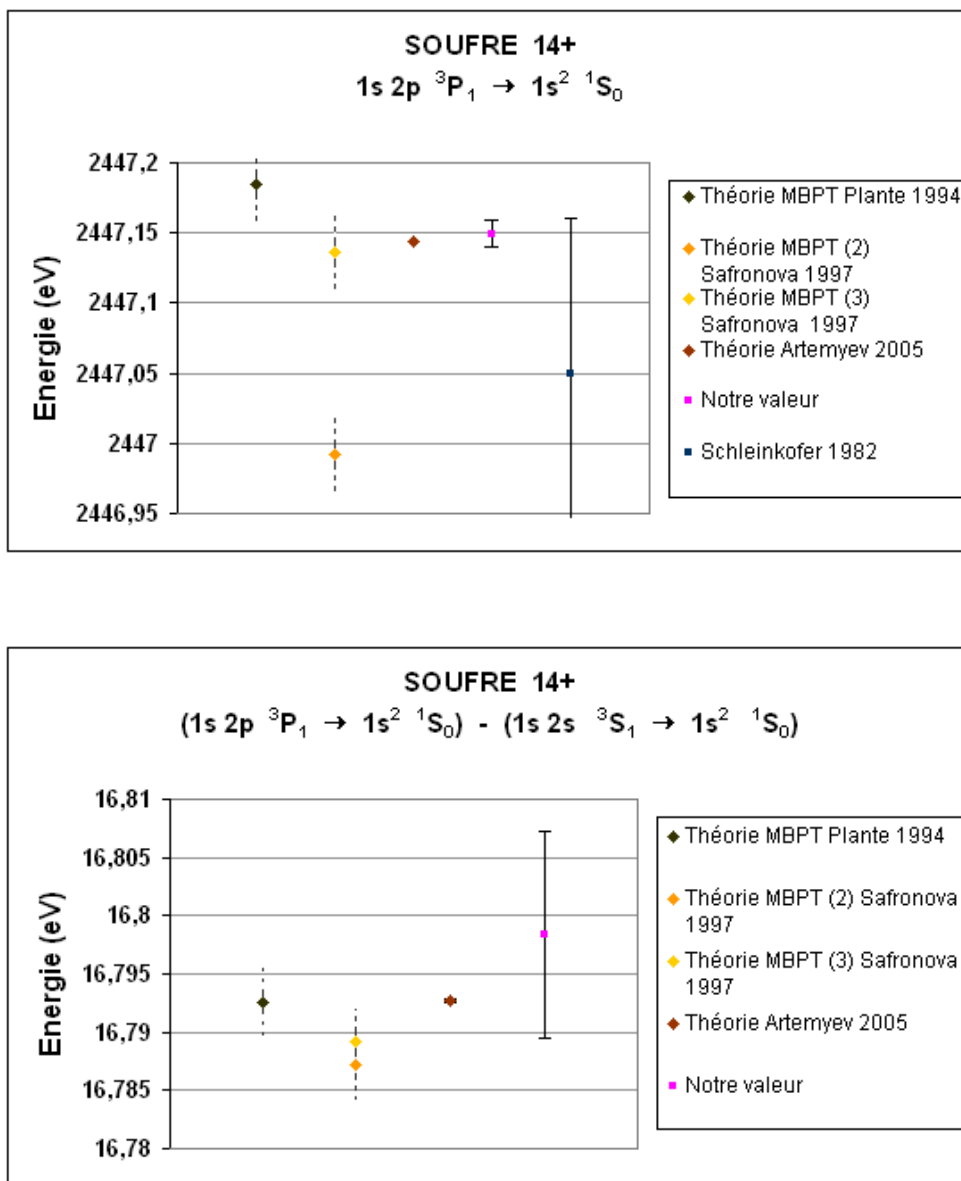 SOUFRE 14+
1s 2p ³P₁ → 1s² ¹S₀
2447,2
2447,15
2447,1
2447,05
2447
2446,95
Energie (eV)
Théorie MBPT Plante 1994
Théorie MBPT (2)
Safronova 1997
Théorie MBPT (3)
Safronova 1997
Théorie Artemyev 2005
Notre valeur
Schleinkofer 1982
SOUFRE 14+
(1s 2p ³P₁ → 1s² ¹S₀) - (1s 2s ³S₁ → 1s² ¹S₀)
16,81
16,805
16,8
16,795
16,79
16,785
16,78
Energie (eV)
Théorie MBPT Plante 1994
Théorie MBPT (2) Safronova
1997
Théorie MBPT (3) Safronova
1997
Théorie Artemyev 2005
Notre valeur